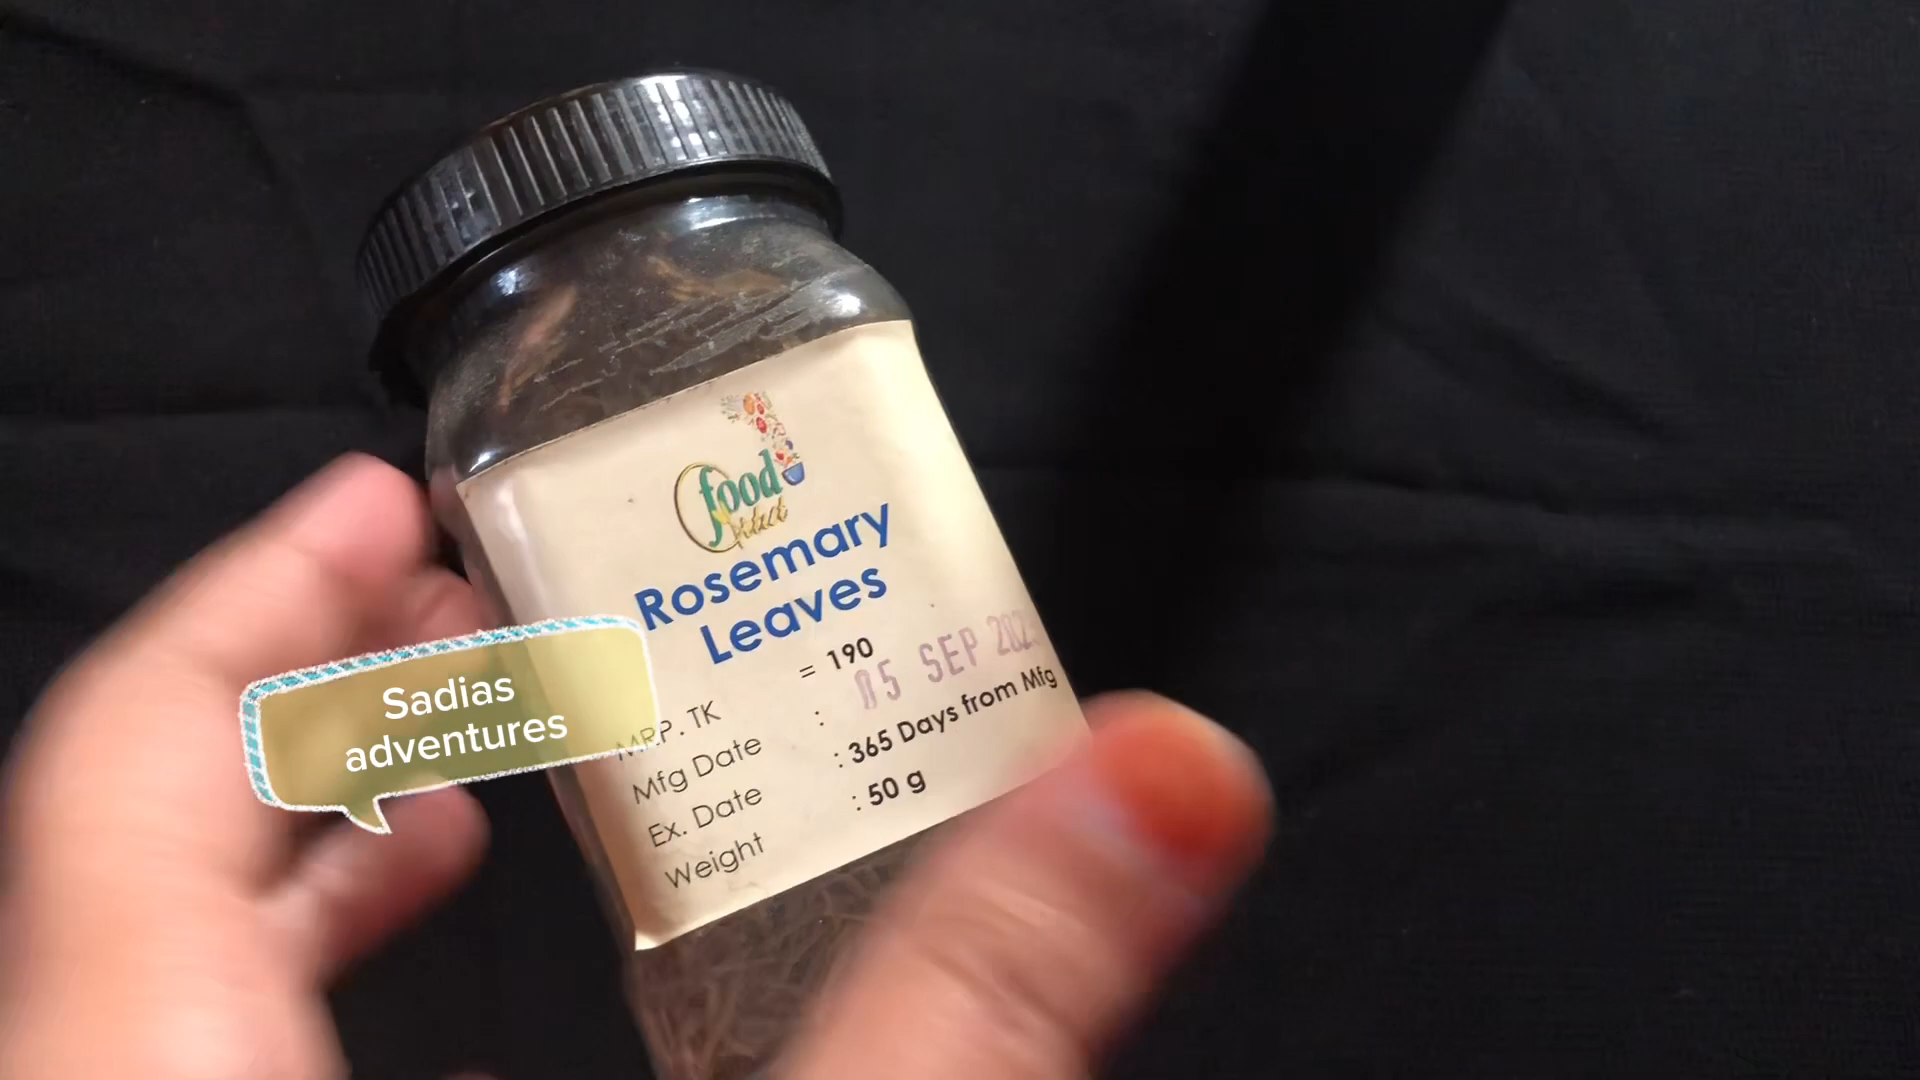 food
Rosemary
Leaves
MRP. TK = 190
Mfg Date : 05 SEP
Ex. Date : 365 Days from Mfg
Weight : 50 g
Sadias
adventures